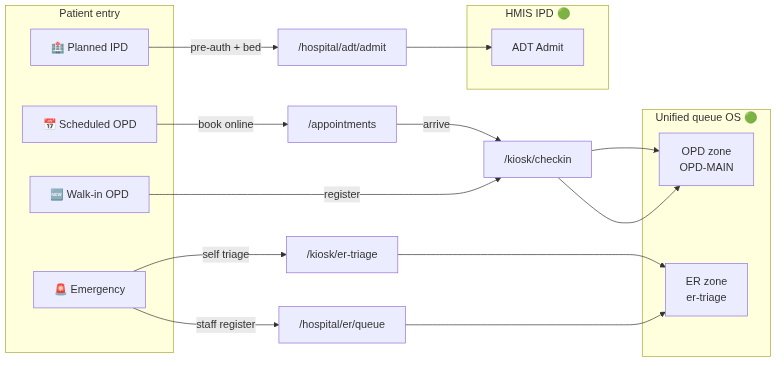 Patient entry
HMIS IPD 🟢
🏥 Planned IPD
pre-auth + bed
/hospital/adt/admit
ADT Admit
Unified queue OS 🟢
📅 Scheduled OPD
book online
/appointments
arrive
/kiosk/checkin
OPD zone
OPD-MAIN
🆕 Walk-in OPD
register
self triage
/kiosk/er-triage
🚨 Emergency
ER zone
er-triage
staff register
/hospital/er/queue